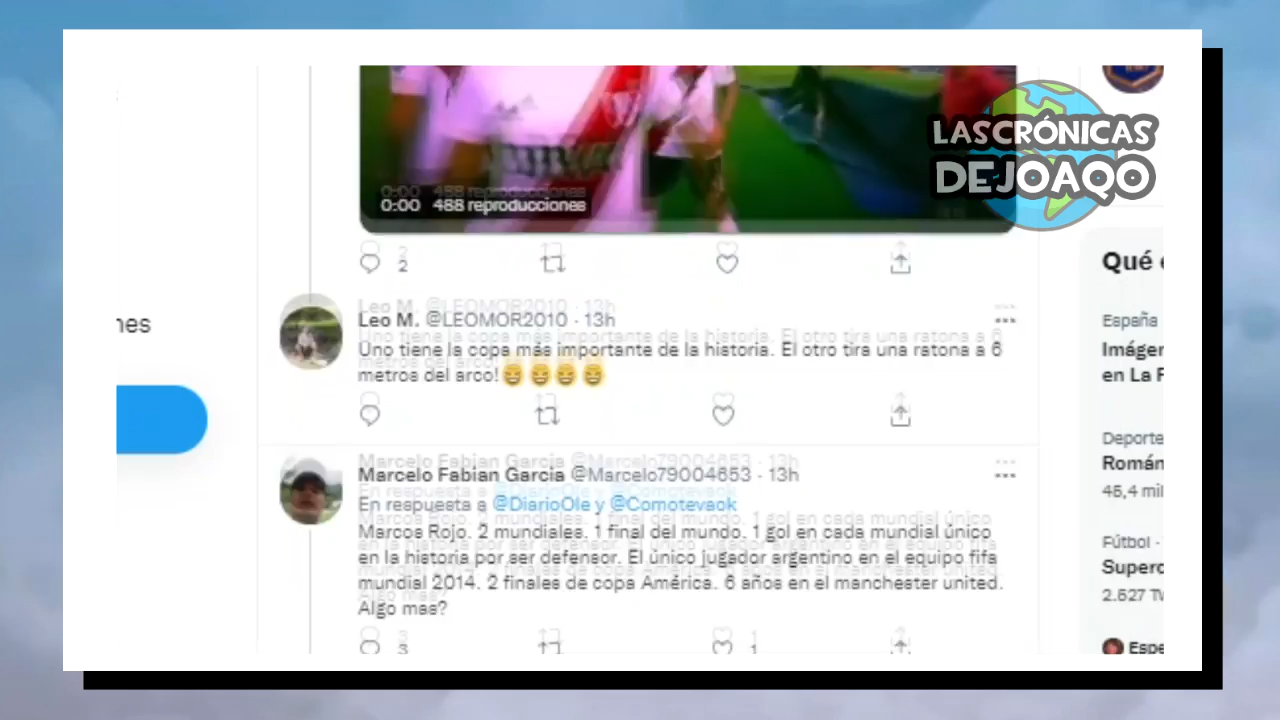 LASCRÓNICAS
DEJOAQO
0:00 488 reproducciones
2
Qué
nes
Leo M. @LEOMOR2010 · 13h
Uno tiene la copa más importante de la historia. El otro tira una ratona a 6
metros del arco!😄😄😄😄
España
Imáger
en La F
Marcelo Fabian Garcia @Marcelo79004653 · 13h
En respuesta a @DiarioOle y @Comotevaok
Marcos Rojo. 2 mundiales. 1 final del mundo. 1 gol en cada mundial único
en la historia por ser defensor. El único jugador argentino en el equipo fifa
mundial 2014. 2 finales de copa América. 6 años en el manchester united.
Algo mas?
3 1
Deporte
Román
45,4 mil
Fútbol ·
Superc
2.527 Tw
Espe